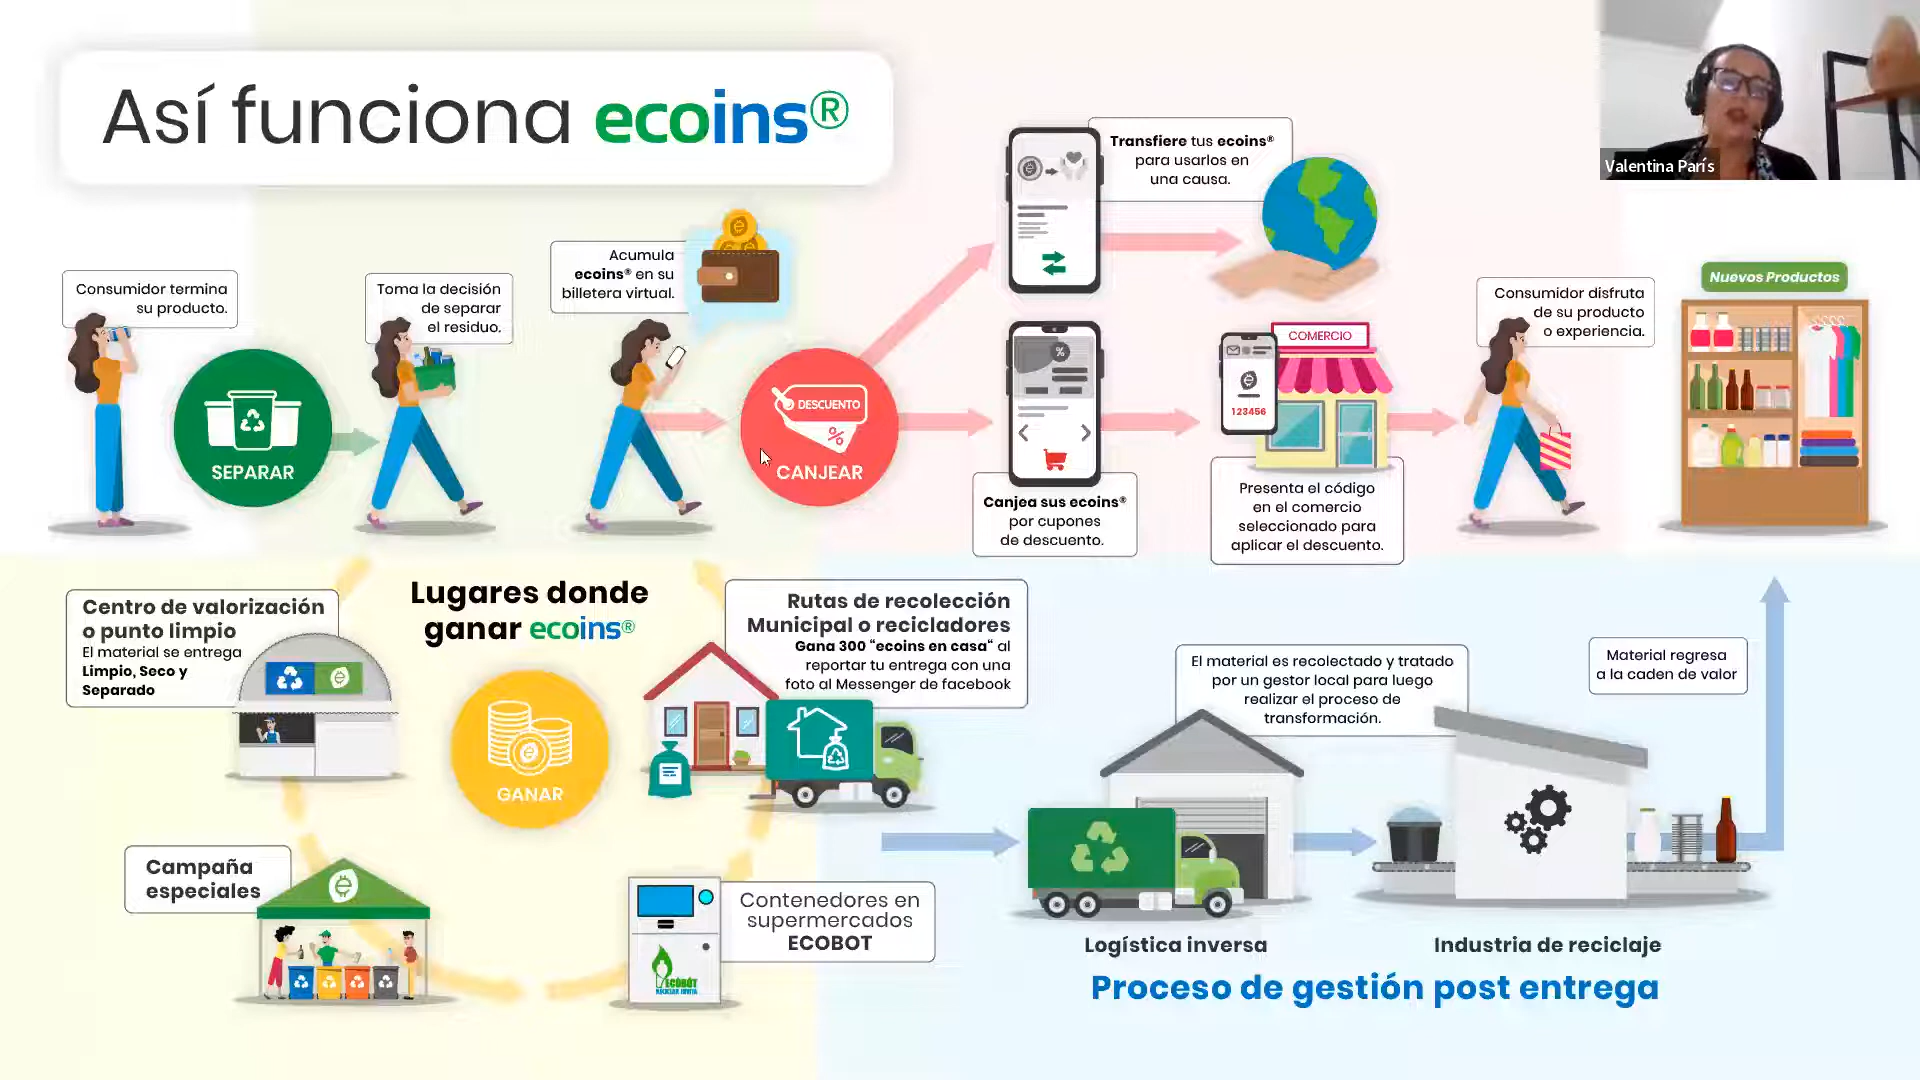 Así funciona ecoins®
Valentina París
Transfiere tus ecoins®
para usarlos en
una causa.
Acumula
ecoins® en su
billetera virtual.
Consumidor termina
su producto.
Toma la decisión
de separar
el residuo.
SEPARAR
DESCUENTO
%
CANJEAR
%
Canjea sus ecoins®
por cupones
de descuento.
COMERCIO
123456
Presenta el código
en el comercio
seleccionado para
aplicar el descuento.
Consumidor disfruta
de su producto
o experiencia.
Nuevos Productos
Lugares donde
ganar ecoins®
Centro de valorización
o punto limpio
El material se entrega
Limpio, Seco y
Separado
GANAR
Rutas de recolección
Municipal o recicladores
Gana 300 "ecoins en casa" al
reportar tu entrega con una
foto al Messenger de facebook
Campaña
especiales
Contenedores en
supermercados
ECOBOT
ECOBOT
El material es recolectado y tratado
por un gestor local para luego
realizar el proceso de
transformación.
Material regresa
a la caden de valor
Logística inversa
Industria de reciclaje
Proceso de gestión post entrega